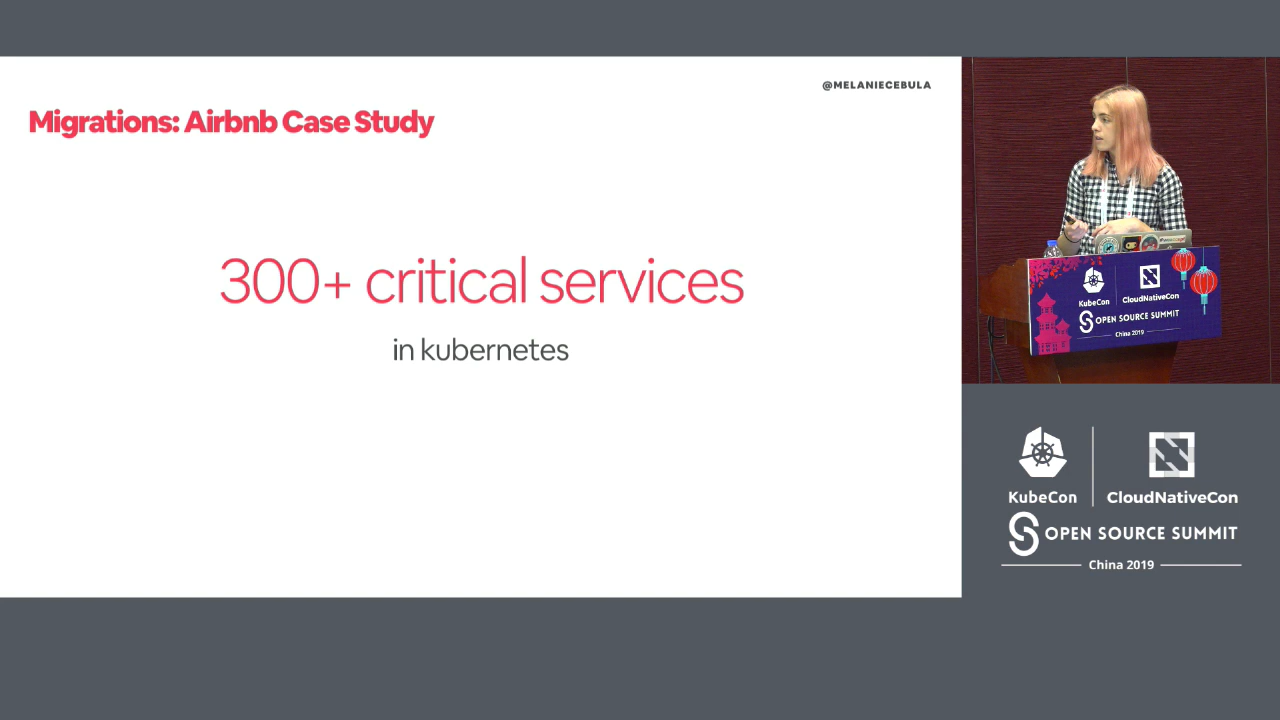 @MELANIECEBULA
Migrations: Airbnb Case Study
300+ critical services
in kubernetes
KubeCon
CloudNativeCon
OPEN SOURCE SUMMIT
China 2019
KubeCon
CloudNativeCon
OPEN SOURCE SUMMIT
China 2019